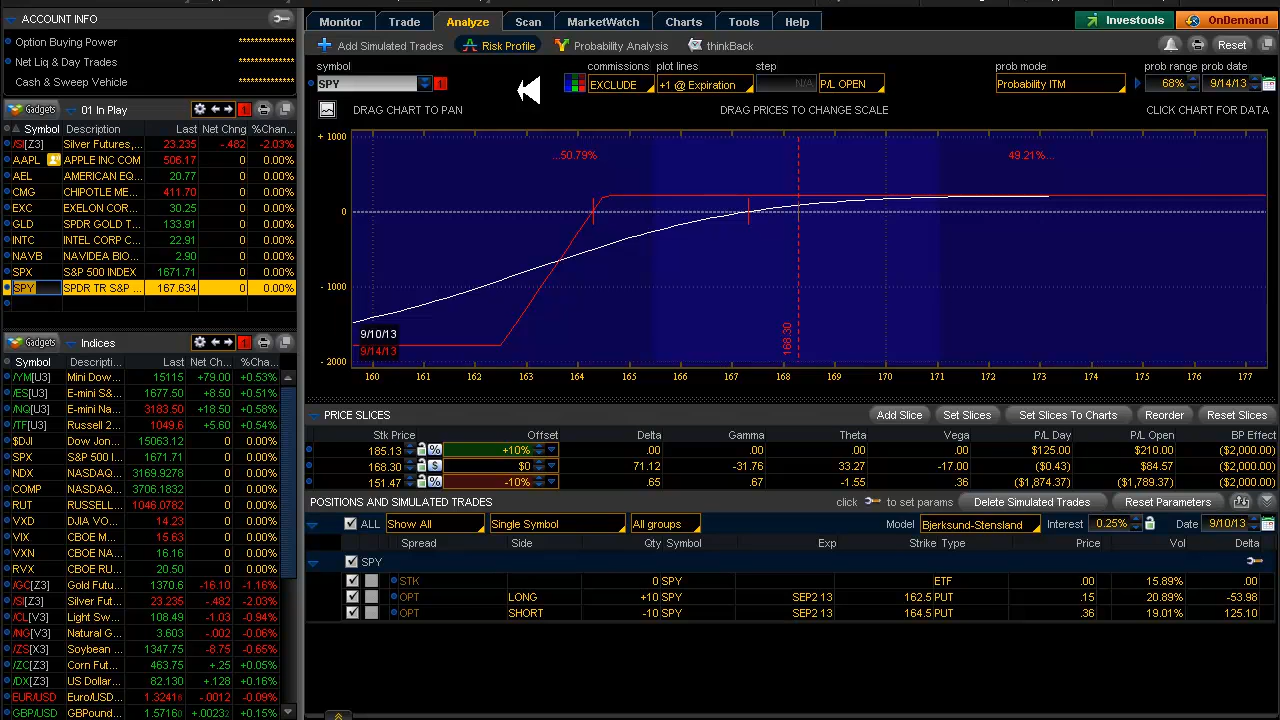 ACCOUNT INFO
Option Buying Power **************
Net Liq & Day Trades **************
Cash & Sweep Vehicle **************
Gadgets 01 In Play 1
Symbol Description Last Net Chng %Chan...
/SI[Z3] Silver Futures,... 23.235 -.482 -2.03%
AAPL APPLE INC COM 506.17 0 0.00%
AEL AMERICAN EQ... 20.77 0 0.00%
CMG CHIPOTLE ME... 411.70 0 0.00%
EXC EXELON COR... 30.25 0 0.00%
GLD SPDR GOLD T... 133.91 0 0.00%
INTC INTEL CORP C... 22.91 0 0.00%
NAVB NAVIDEA BIO... 2.90 0 0.00%
SPX S&P 500 INDEX 1671.71 0 0.00%
SPY SPDR TR S&P ... 167.634 0 0.00%
Gadgets Indices 1
Symbol Descripti... Last Net Ch... %Cha...
/YM[U3] Mini Dow... 15115 +79.00 +0.53%
/ES[U3] E-mini S&... 1677.50 +8.50 +0.51%
/NQ[U3] E-mini Na... 3183.50 +18.50 +0.58%
/TF[U3] Russell 2... 1049.6 +5.60 +0.54%
$DJI Dow Jon... 15063.12 0 0.00%
SPX S&P 500 I... 1671.71 0 0.00%
NDX NASDAQ... 3169.9278 0 0.00%
COMP NASDAQ... 3706.1832 0 0.00%
RUT RUSSELL... 1046.0782 0 0.00%
VXD DJIA VO... 14.23 0 0.00%
VIX CBOE M... 15.63 0 0.00%
VXN CBOE NA... 16.16 0 0.00%
RVX CBOE RU... 20.50 0 0.00%
/GC[Z3] Gold Futu... 1370.6 -16.10 -1.16%
/SI[Z3] Silver Fut... 23.235 -.482 -2.03%
/CL[V3] Light Sw... 108.49 -1.03 -0.94%
/NG[V3] Natural G... 3.603 -.002 -0.06%
/ZS[X3] Soybean ... 1347.75 -8.75 -0.65%
/ZC[Z3] Corn Fut... 463.75 +.25 +0.05%
/DX[Z3] US Dollar... 82.130 +.128 +0.16%
EUR/USD Euro/USD... 1.3241 -.0012 -0.09%
GBP/USD GBPound... 1.5716 +.0023 +0.15%
Monitor Trade Analyze Scan MarketWatch Charts Tools Help Investools OnDemand
Add Simulated Trades Risk Profile Probability Analysis thinkBack Reset
symbol commissions plot lines step prob mode prob range prob date
SPY 1 EXCLUDE +1 @ Expiration N/A P/L OPEN Probability ITM 68% 9/14/13
DRAG CHART TO PAN DRAG PRICES TO CHANGE SCALE CLICK CHART FOR DATA
+ 1000
...50.79% 49.21%...
0
- 1000
168.30
9/10/13
9/14/13
- 2000
160 161 162 163 164 165 166 167 168 169 170 171 172 173 174 175 176 177
PRICE SLICES Add Slice Set Slices Set Slices To Charts Reorder Reset Slices
Stk Price Offset Delta Gamma Theta Vega P/L Day P/L Open BP Effect
185.13 % +10% .00 .00 .00 .00 $125.00 $210.00 ($2,000.00)
168.30 $ $0 71.12 -31.76 33.27 -17.00 ($0.43) $84.57 ($2,000.00)
151.47 % -10% .65 .67 -1.55 .36 ($1,874.37) ($1,789.37) ($2,000.00)
POSITIONS AND SIMULATED TRADES click to set params Delete Simulated Trades Reset Parameters
ALL Show All Single Symbol All groups Model Bjerksund-Stensland Interest 0.25% Date 9/10/13
Spread Side Qty Symbol Exp Strike Type Price Vol Delta
SPY
STK 0 SPY ETF .00 15.89% .00
OPT LONG +10 SPY SEP2 13 162.5 PUT .15 20.89% -53.98
OPT SHORT -10 SPY SEP2 13 164.5 PUT .36 19.01% 125.10